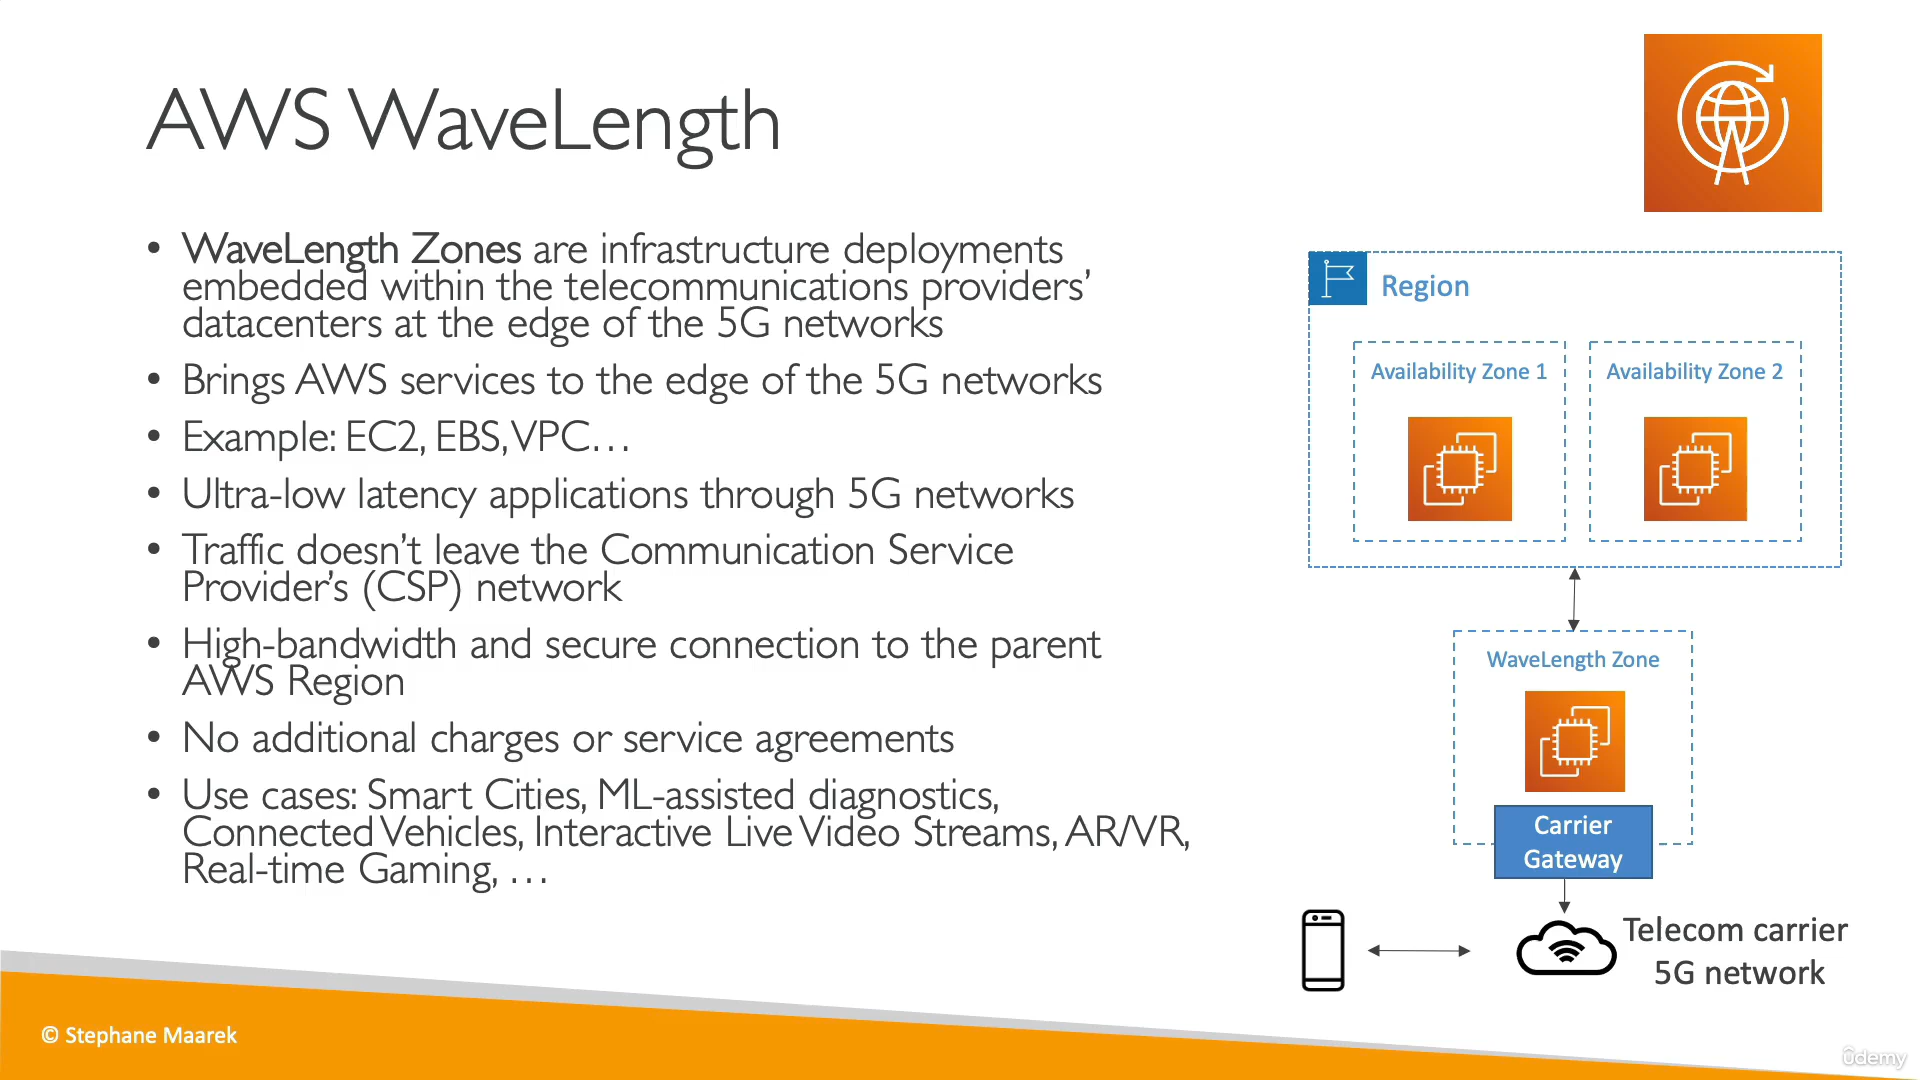 AWS WaveLength
• WaveLength Zones are infrastructure deployments
embedded within the telecommunications providers’
datacenters at the edge of the 5G networks
• Brings AWS services to the edge of the 5G networks
• Example: EC2, EBS, VPC…
• Ultra-low latency applications through 5G networks
• Traffic doesn’t leave the Communication Service
Provider’s (CSP) network
• High-bandwidth and secure connection to the parent
AWS Region
• No additional charges or service agreements
• Use cases: Smart Cities, ML-assisted diagnostics,
Connected Vehicles, Interactive Live Video Streams, AR/VR,
Real-time Gaming, …
Region
Availability Zone 1
Availability Zone 2
WaveLength Zone
Carrier
Gateway
Telecom carrier
5G network
© Stephane Maarek
ûdemy